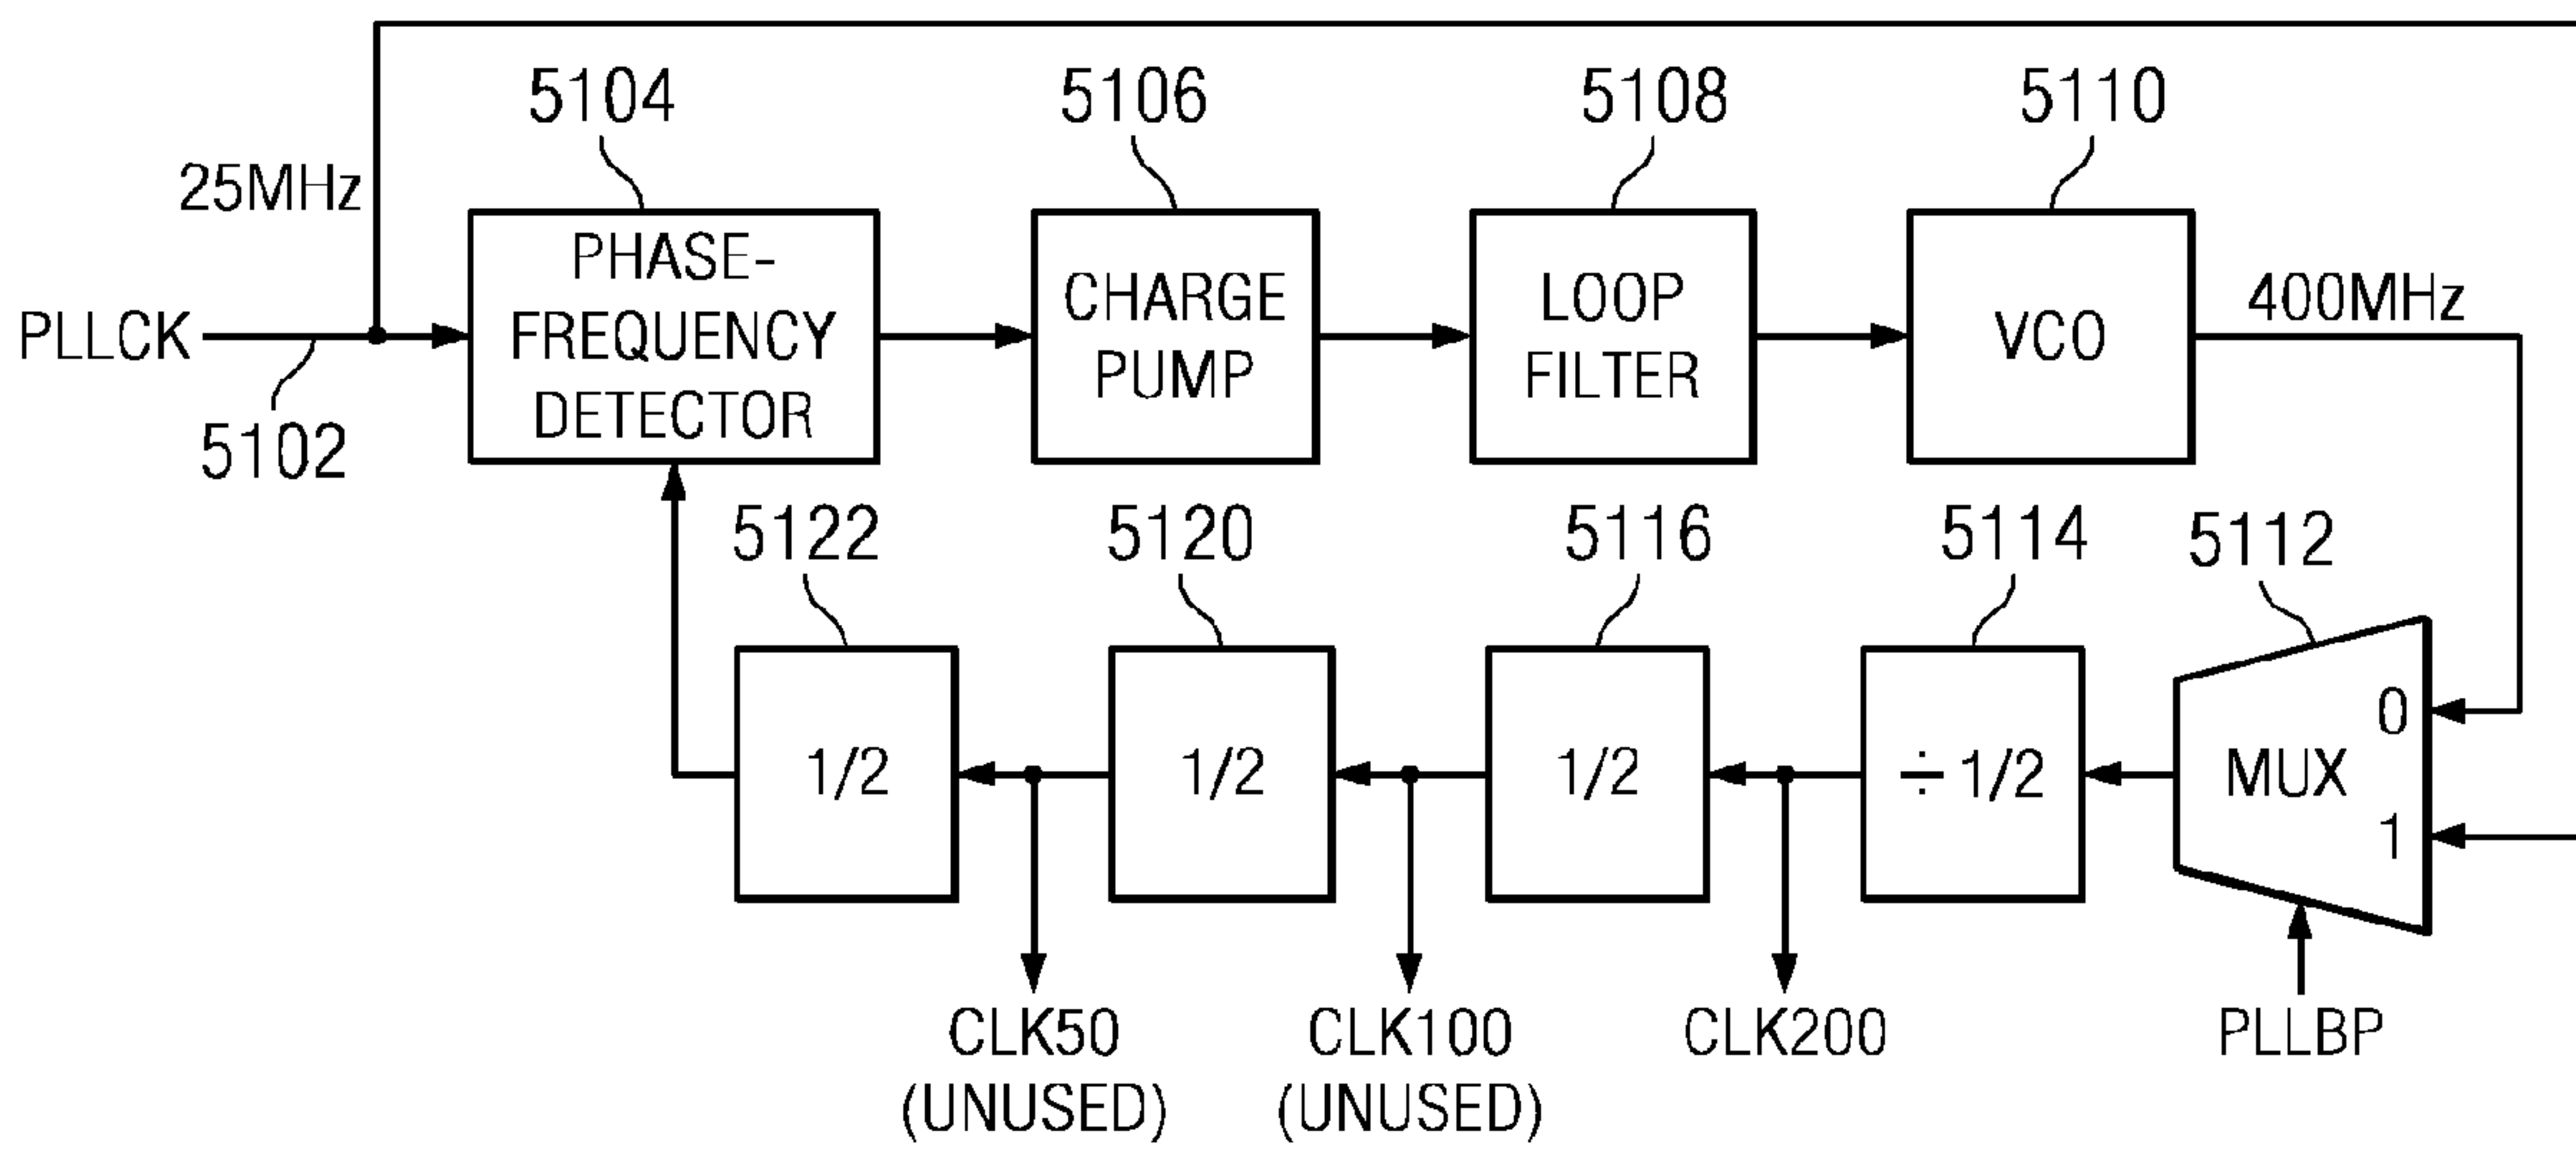 5104
5106
5108
5110
25MHz
PHASE-
FREQUENCY
DETECTOR
CHARGE
PUMP
LOOP
FILTER
VCO
400MHz
PLLCK
5102
5122
5120
5116
5114
5112
1/2
1/2
1/2
÷ 1/2
MUX
0
1
CLK50
(UNUSED)
CLK100
(UNUSED)
CLK200
PLLBP